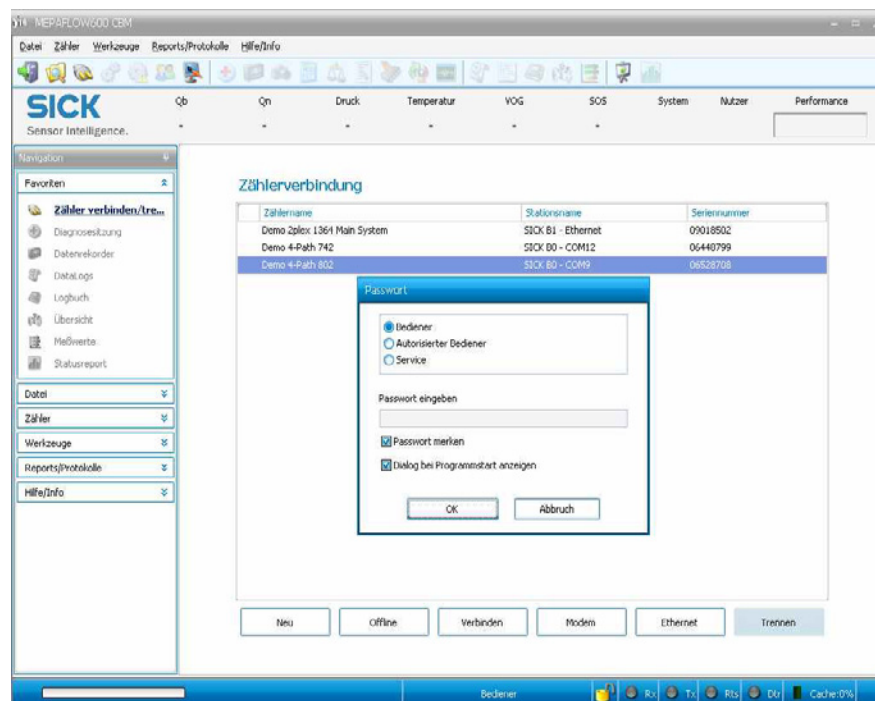 MEPAFLOW600 CBM
Datei Zähler Werkzeuge Reports/Protokolle Hilfe/Info
SICK
Sensor Intelligence.
Qb Qn Druck Temperatur VOG SOS System Nutzer Performance
- - - - - -
Navigation
Favoriten
Zähler verbinden/tre...
Diagnosesitzung
Datenrekorder
DataLogs
Logbuch
Übersicht
Meßwerte
Statusreport
Datei
Zähler
Werkzeuge
Reports/Protokolle
Hilfe/Info
Zählerverbindung
Zählername Stationsname Seriennummer
Demo 2plex 1364 Main System SICK B1 - Ethernet 09018502
Demo 4-Path 742 SICK B0 - COM12 06448799
Demo 4-Path 802 SICK B0 - COM9 06528708
Passwort
Bediener
Autorisierter Bediener
Service
Passwort eingeben
Passwort merken
Dialog bei Programmstart anzeigen
OK Abbruch
Neu Offline Verbinden Modem Ethernet Trennen
Bediener Rx Tx Rts Dtr Cache:0%